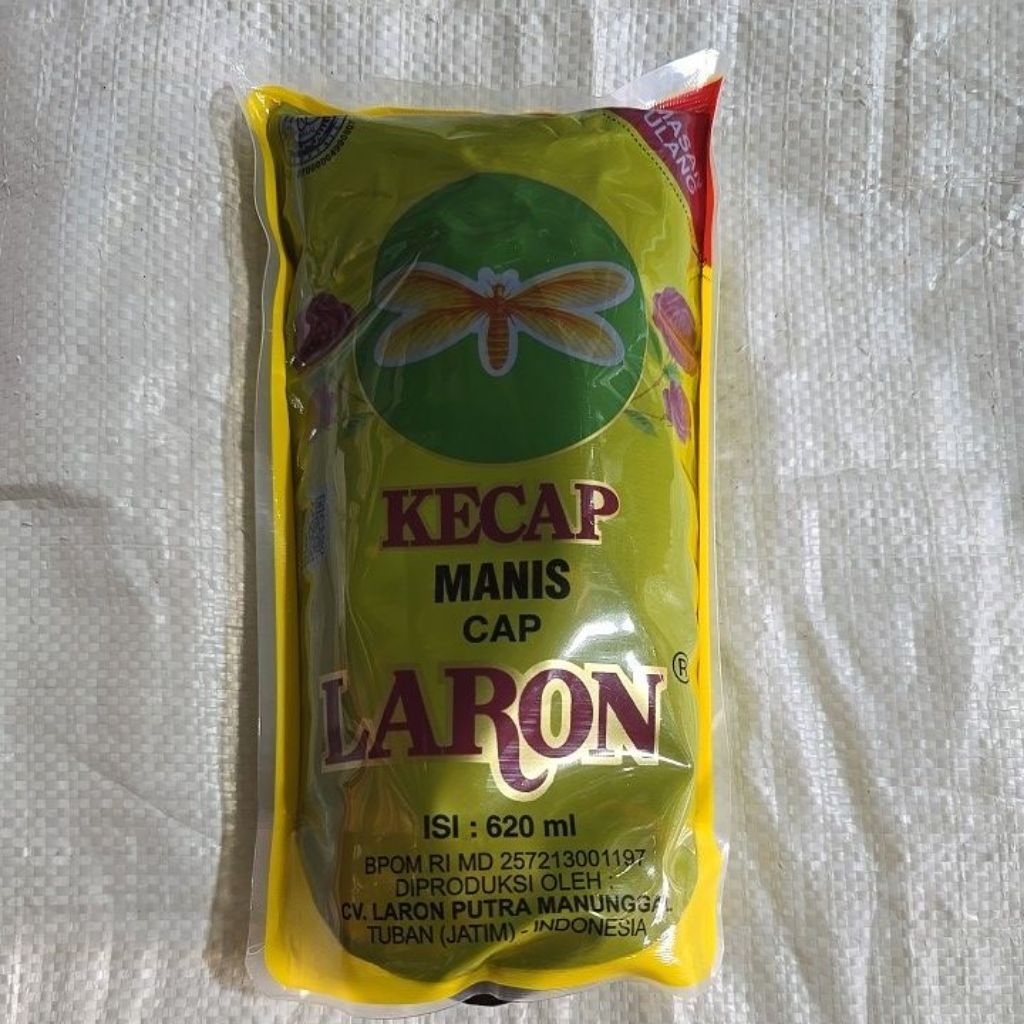 KECAP
MANIS
CAP
LARON®
ISI : 620 ml
BPOM RI MD 257213001197
DIPRODUKSI OLEH :
CV. LARON PUTRA MANUNGGAL
TUBAN (JATIM) - INDONESIA